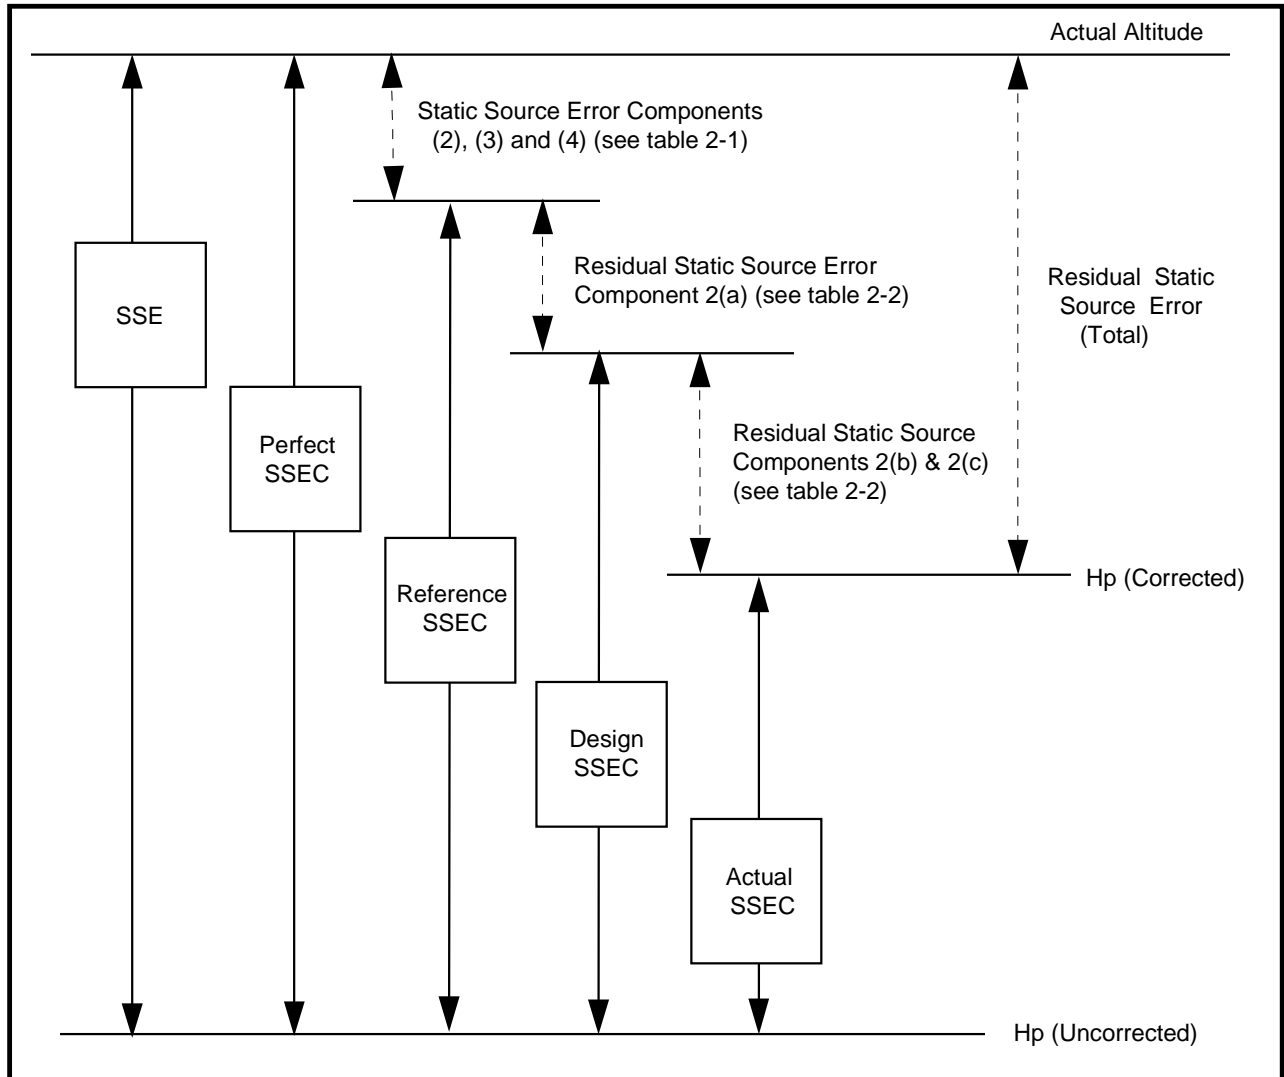 Actual Altitude
Static Source Error Components
(2), (3) and (4) (see table 2-1)
Residual Static Source Error
Component 2(a) (see table 2-2)
Residual Static
Source Error
(Total)
SSE
Perfect
SSEC
Residual Static Source
Components 2(b) & 2(c)
(see table 2-2)
Reference
SSEC
Hp (Corrected)
Design
SSEC
Actual
SSEC
Hp (Uncorrected)